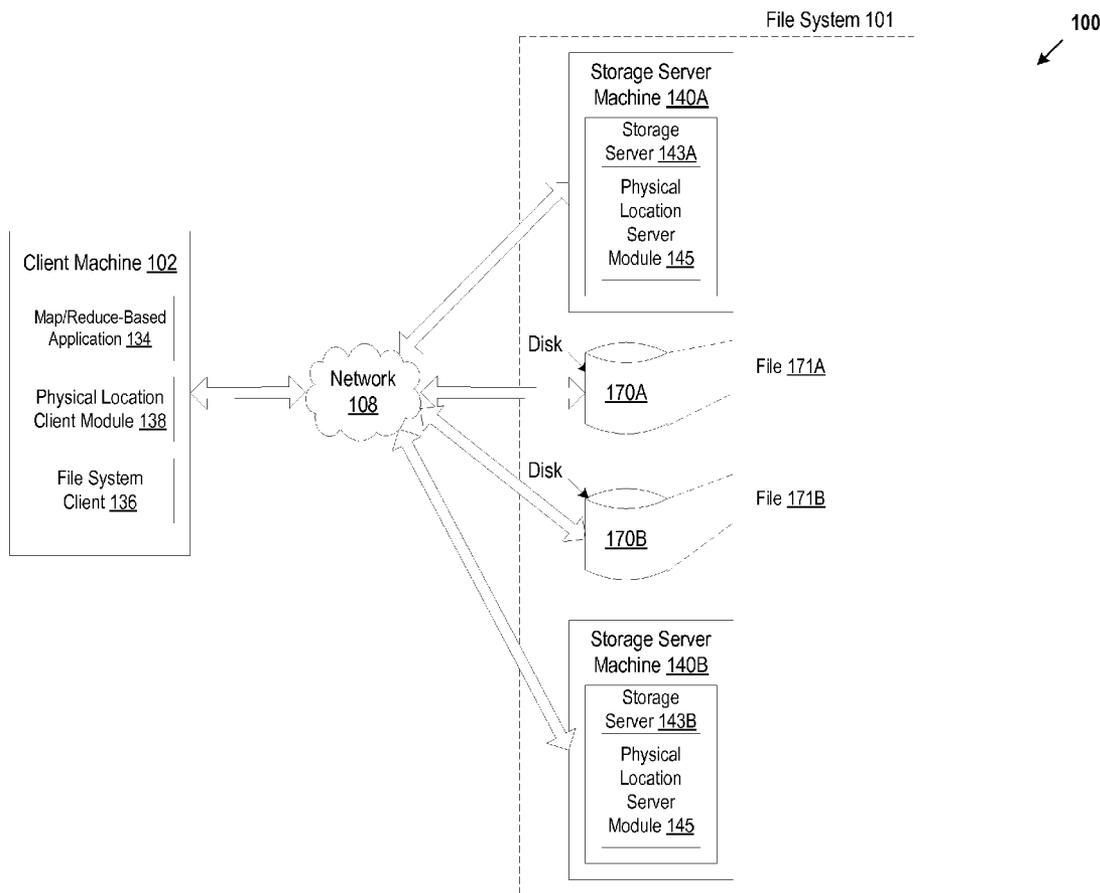 File System 101
100
Storage Server
Machine 140A
Storage
Server 143A
Physical
Location
Server
Module 145
Client Machine 102
Map/Reduce-Based
Application 134
Physical Location
Client Module 138
File System
Client 136
Network
108
Disk
170A
File 171A
Disk
170B
File 171B
Storage Server
Machine 140B
Storage
Server 143B
Physical
Location
Server
Module 145